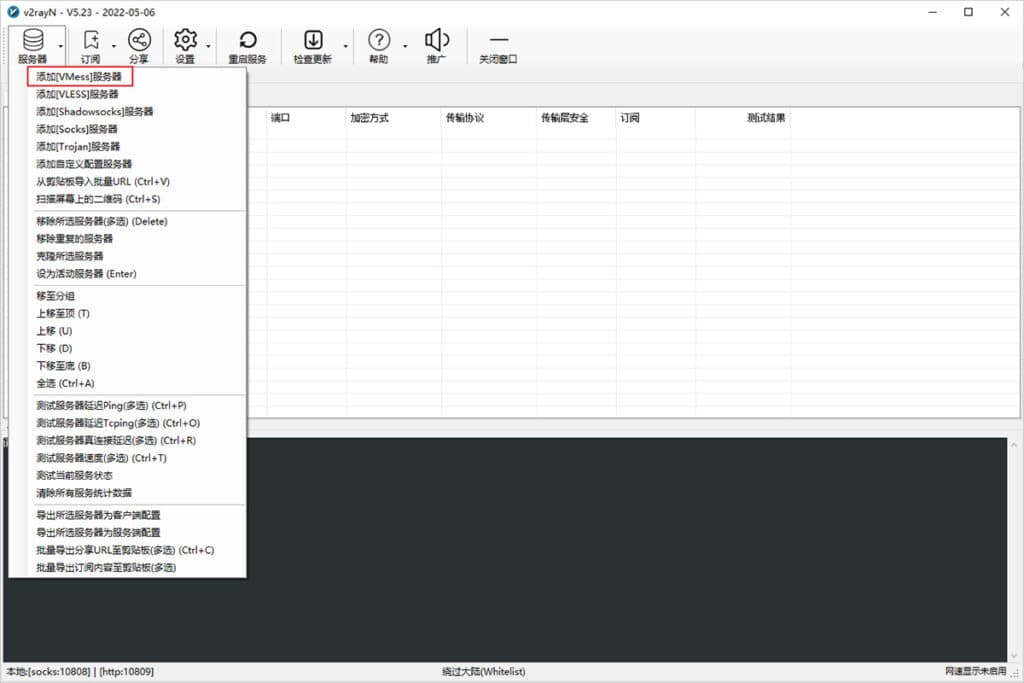 v2rayN - V5.23 - 2022-05-06
服务器 订阅 分享 设置 重启服务 检查更新 帮助 推广 关闭窗口
添加[VMess]服务器
添加[VLESS]服务器
添加[Shadowsocks]服务器
添加[Socks]服务器
添加[Trojan]服务器
添加自定义配置服务器
从剪贴板导入批量URL (Ctrl+V)
扫描屏幕上的二维码 (Ctrl+S)
移除所选服务器(多选) (Delete)
移除重复的服务器
克隆所选服务器
设为活动服务器 (Enter)
移至分组
上移至顶 (T)
上移 (U)
下移 (D)
下移至底 (B)
全选 (Ctrl+A)
测试服务器延迟Ping(多选) (Ctrl+P)
测试服务器延迟Tcping(多选) (Ctrl+O)
测试服务器真连接延迟(多选) (Ctrl+R)
测试服务器速度(多选) (Ctrl+T)
测试当前服务状态
清除所有服务统计数据
导出所选服务器为客户端配置
导出所选服务器为服务端配置
批量导出分享URL至剪贴板(多选) (Ctrl+C)
批量导出订阅内容至剪贴板(多选)
端口 加密方式 传输协议 传输层安全 订阅 测试结果
本地:[socks:10808] | [http:10809] 绕过大陆(Whitelist) 网速显示未启用